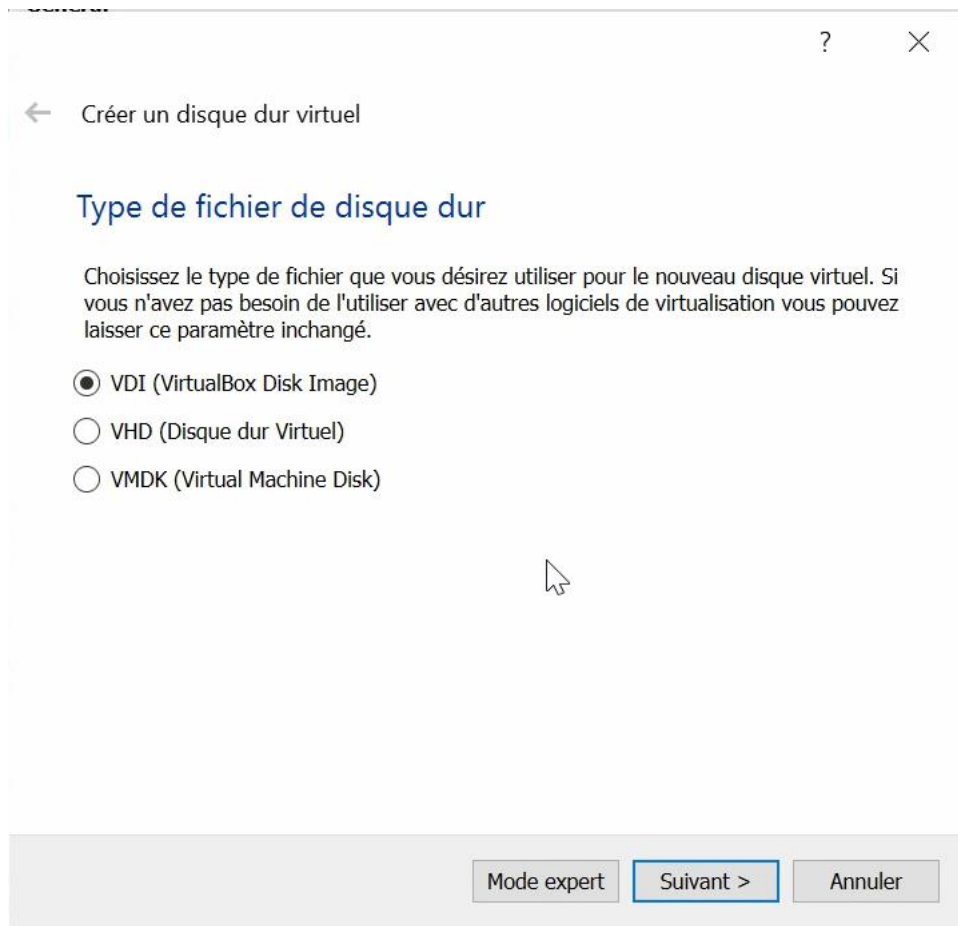 ?
Créer un disque dur virtuel
Type de fichier de disque dur
Choisissez le type de fichier que vous désirez utiliser pour le nouveau disque virtuel. Si
vous n'avez pas besoin de l'utiliser avec d'autres logiciels de virtualisation vous pouvez
laisser ce paramètre inchangé.
VDI (VirtualBox Disk Image)
VHD (Disque dur Virtuel)
VMDK (Virtual Machine Disk)
Mode expert Suivant > Annuler